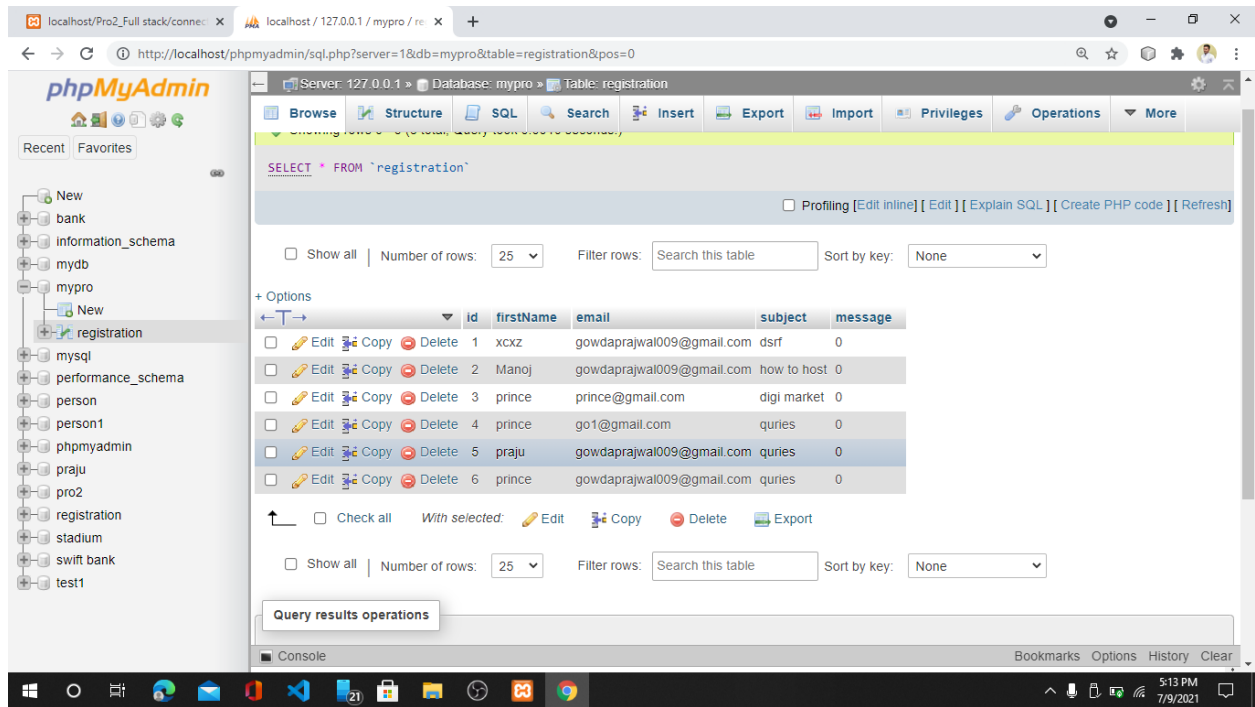 localhost/Pro2_Full stack/connec
localhost / 127.0.0.1 / mypro / re
http://localhost/phpmyadmin/sql.php?server=1&db=mypro&table=registration&pos=0
phpMyAdmin
Recent Favorites
New
bank
information_schema
mydb
mypro
New
registration
mysql
performance_schema
person
person1
phpmyadmin
praju
pro2
registration
stadium
swift bank
test1
Server: 127.0.0.1 » Database: mypro » Table: registration
Browse Structure SQL Search Insert Export Import Privileges Operations More
SELECT * FROM `registration`
Profiling [Edit inline] [ Edit ] [ Explain SQL ] [ Create PHP code ] [ Refresh]
Show all | Number of rows: 25 Filter rows: Search this table Sort by key: None
+ Options
←T→ id firstName email subject message
Edit Copy Delete 1 xcxz gowdaprajwal009@gmail.com dsrf 0
Edit Copy Delete 2 Manoj gowdaprajwal009@gmail.com how to host 0
Edit Copy Delete 3 prince prince@gmail.com digi market 0
Edit Copy Delete 4 prince go1@gmail.com quries 0
Edit Copy Delete 5 praju gowdaprajwal009@gmail.com quries 0
Edit Copy Delete 6 prince gowdaprajwal009@gmail.com quries 0
Check all With selected: Edit Copy Delete Export
Show all | Number of rows: 25 Filter rows: Search this table Sort by key: None
Query results operations
Console Bookmarks Options History Clear
21
5:13 PM
7/9/2021